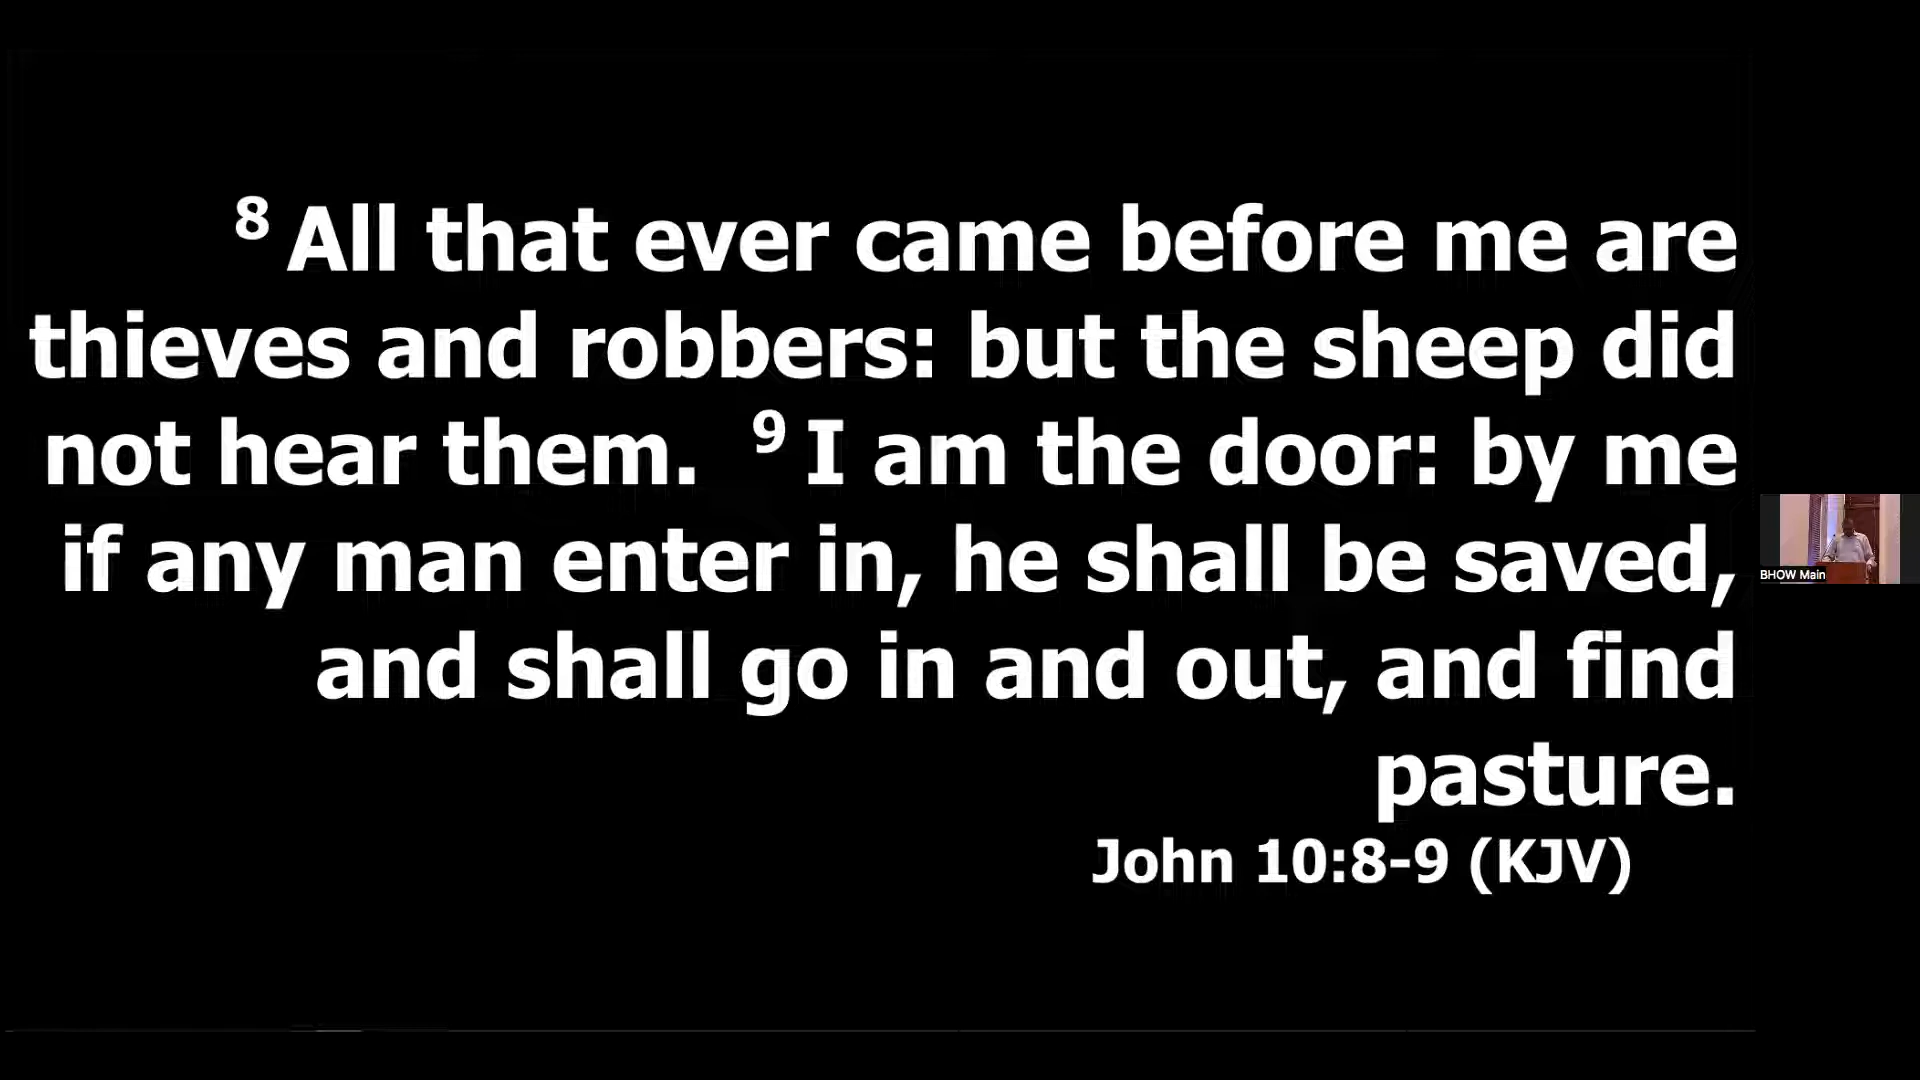 8 All that ever came before me are
thieves and robbers: but the sheep did
not hear them. 9 I am the door: by me
if any man enter in, he shall be saved,
and shall go in and out, and find
pasture.
John 10:8-9 (KJV)
BHOW Main